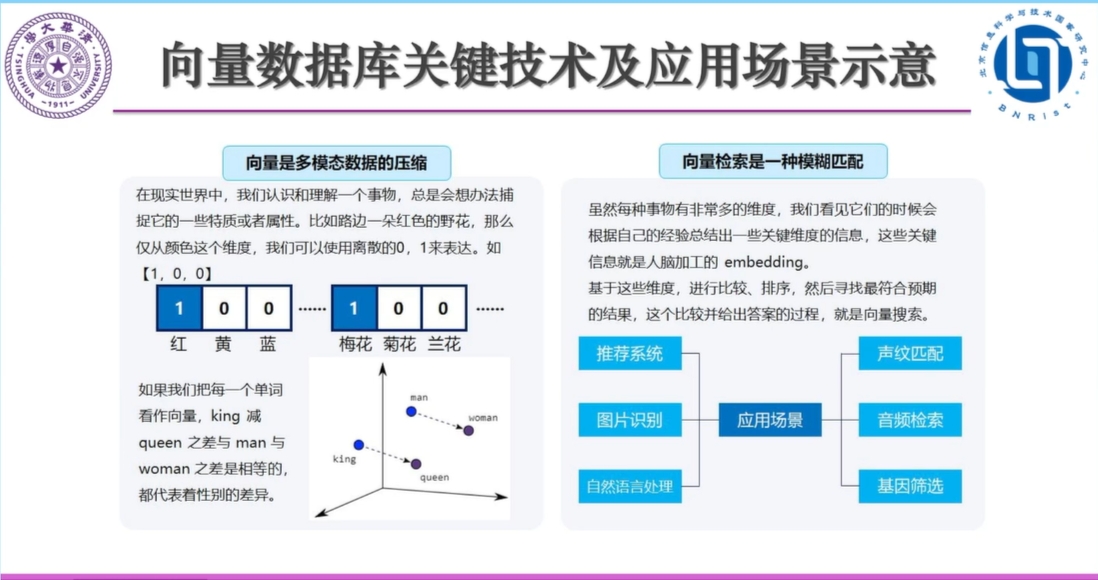 向量数据库关键技术及应用场景示意
清华大学
TSINGHUA UNIVERSITY
-1911-
北京信息科学与技术国家研究中心
BNRist
向量是多模态数据的压缩
在现实世界中，我们认识和理解一个事物，总是会想办法捕
捉它的一些特质或者属性。比如路边一朵红色的野花，那么
仅从颜色这个维度，我们可以使用离散的0，1来表达。如
【1，0，0】
1 0 0 …… 1 0 0 ……
红 黄 蓝 梅花 菊花 兰花
如果我们把每一个单词
看作向量，king 减
queen 之差与 man 与
woman 之差是相等的，
都代表着性别的差异。
man
woman
king
queen
向量检索是一种模糊匹配
虽然每种事物有非常多的维度，我们看见它们的时候会
根据自己的经验总结出一些关键维度的信息，这些关键
信息就是人脑加工的 embedding。
基于这些维度，进行比较、排序，然后寻找最符合预期
的结果，这个比较并给出答案的过程，就是向量搜索。
推荐系统
图片识别
自然语言处理
应用场景
声纹匹配
音频检索
基因筛选